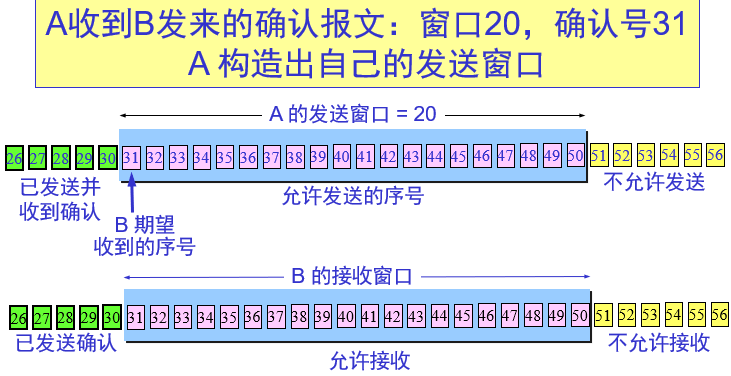 A收到B发来的确认报文：窗口20，确认号31
A 构造出自己的发送窗口
A 的发送窗口 = 20
26 27 28 29 30 31 32 33 34 35 36 37 38 39 40 41 42 43 44 45 46 47 48 49 50 51 52 53 54 55 56
已发送并
收到确认
允许发送的序号
不允许发送
B 期望
收到的序号
B 的接收窗口
26 27 28 29 30 31 32 33 34 35 36 37 38 39 40 41 42 43 44 45 46 47 48 49 50 51 52 53 54 55 56
已发送确认
允许接收
不允许接收